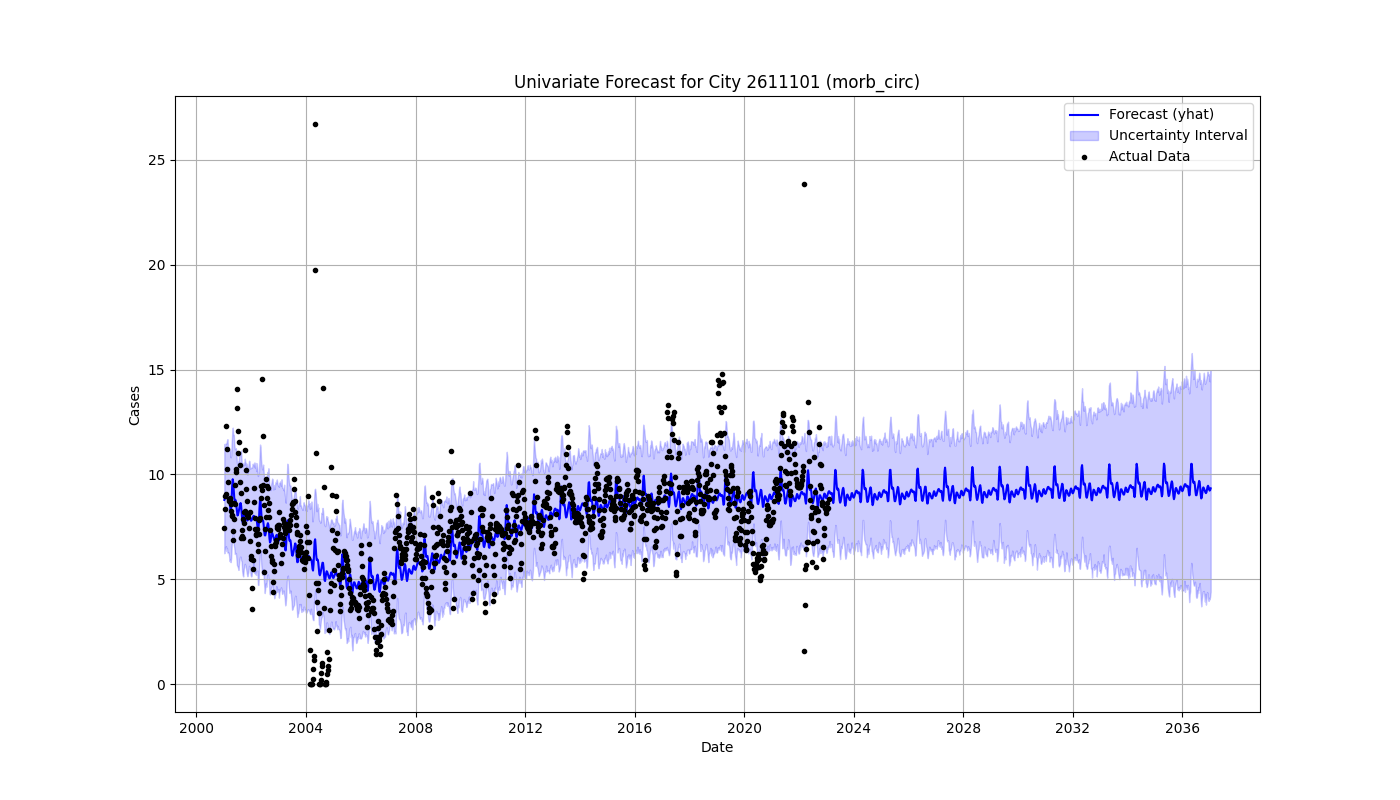 Univariate Forecast for City 2611101 (morb_circ)
Forecast (yhat)
Uncertainty Interval
Actual Data
Cases
25
20
15
10
5
0
2000 2004 2008 2012 2016 2020 2024 2028 2032 2036
Date